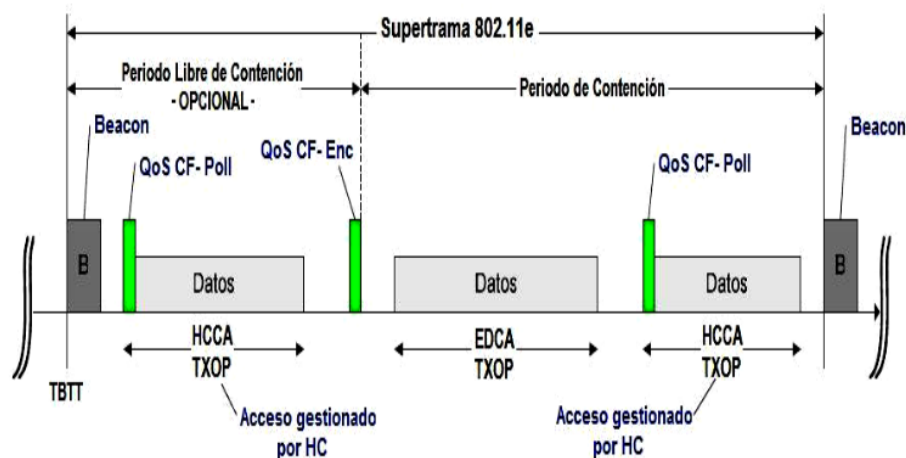 Supertrama 802.11e
Periodo Libre de Contención
- OPCIONAL -
Periodo de Contención
Beacon
QoS CF- Poll
QoS CF- Enc
QoS CF- Poll
Beacon
B
Datos
Datos
Datos
B
HCCA
TXOP
EDCA
TXOP
HCCA
TXOP
TBTT
Acceso gestionado
por HC
Acceso gestionado
por HC